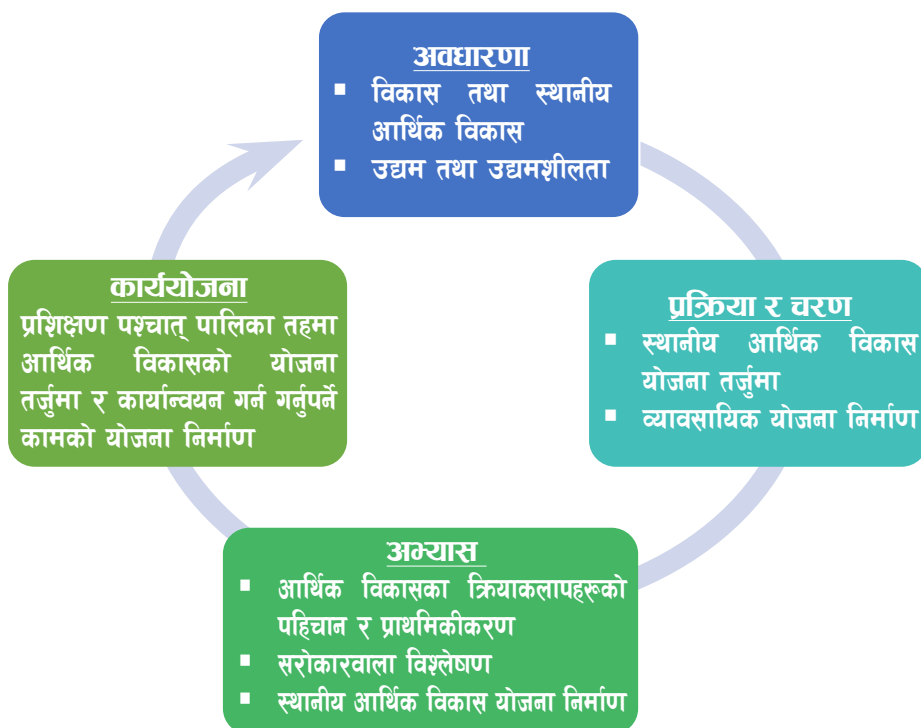 अवधारणा
▪ विकास तथा स्थानीय
आर्थिक विकास
▪ उद्यम तथा उद्यमशीलता
प्रक्रिया र चरण
▪ स्थानीय आर्थिक विकास
योजना तर्जुमा
▪ व्यावसायिक योजना निर्माण
अभ्यास
▪ आर्थिक विकासका क्रियाकलापहरूको
पहिचान र प्राथमिकीकरण
▪ सरोकारवाला विश्लेषण
▪ स्थानीय आर्थिक विकास योजना निर्माण
कार्ययोजना
प्रशिक्षण पश्चात् पालिका तहमा
आर्थिक विकासको योजना
तर्जुमा र कार्यान्वयन गर्न गर्नुपर्ने
कामको योजना निर्माण